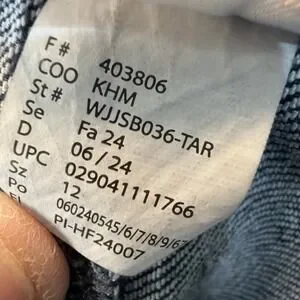 F# 403806
COO KHM
St# WJJSB036-TAR
Se Fa 24
D 06 / 24
UPC 029041111766
Sz 12
Po 060240545/6/7/8/9/67
PI-HF24007